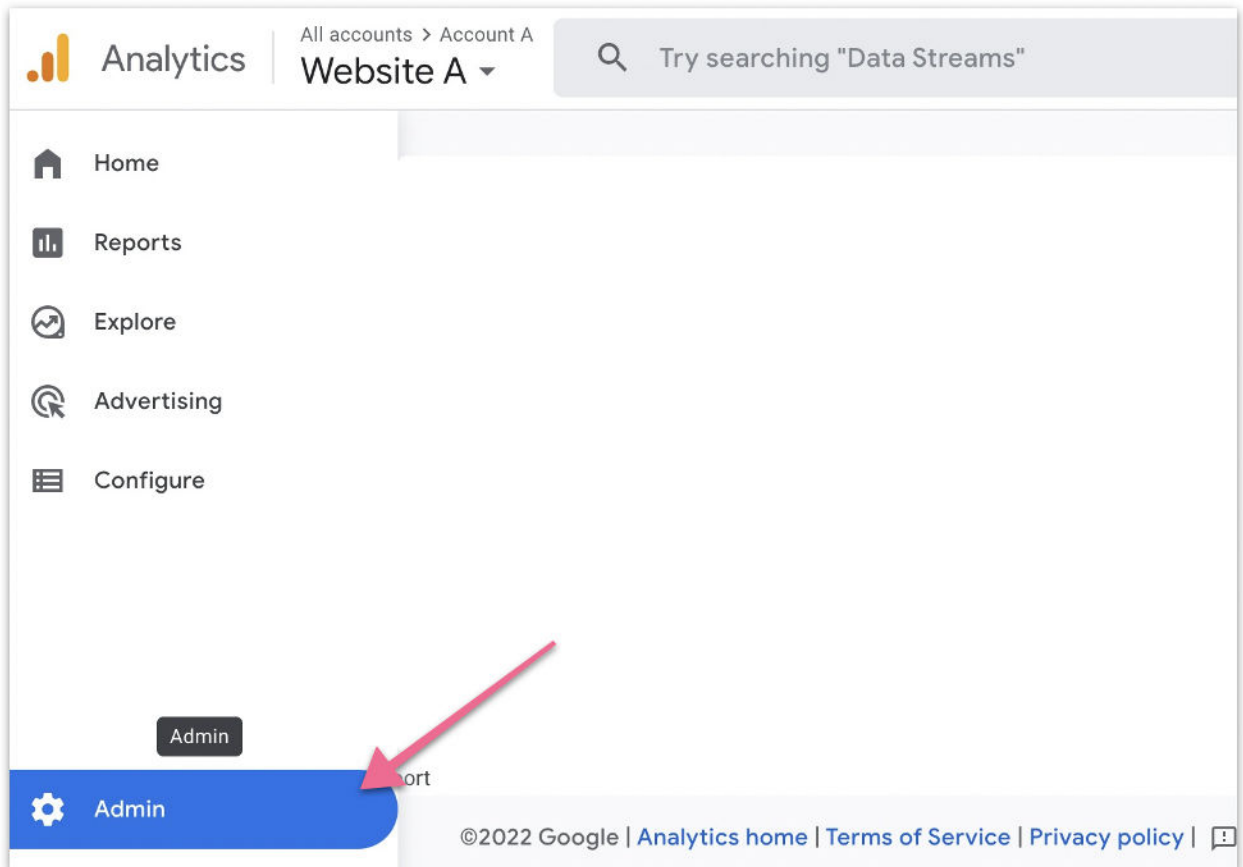 Analytics
All accounts > Account A
Website A
Try searching "Data Streams"
Home
Reports
Explore
Advertising
Configure
Admin
Admin
ort
©2022 Google | Analytics home | Terms of Service | Privacy policy |